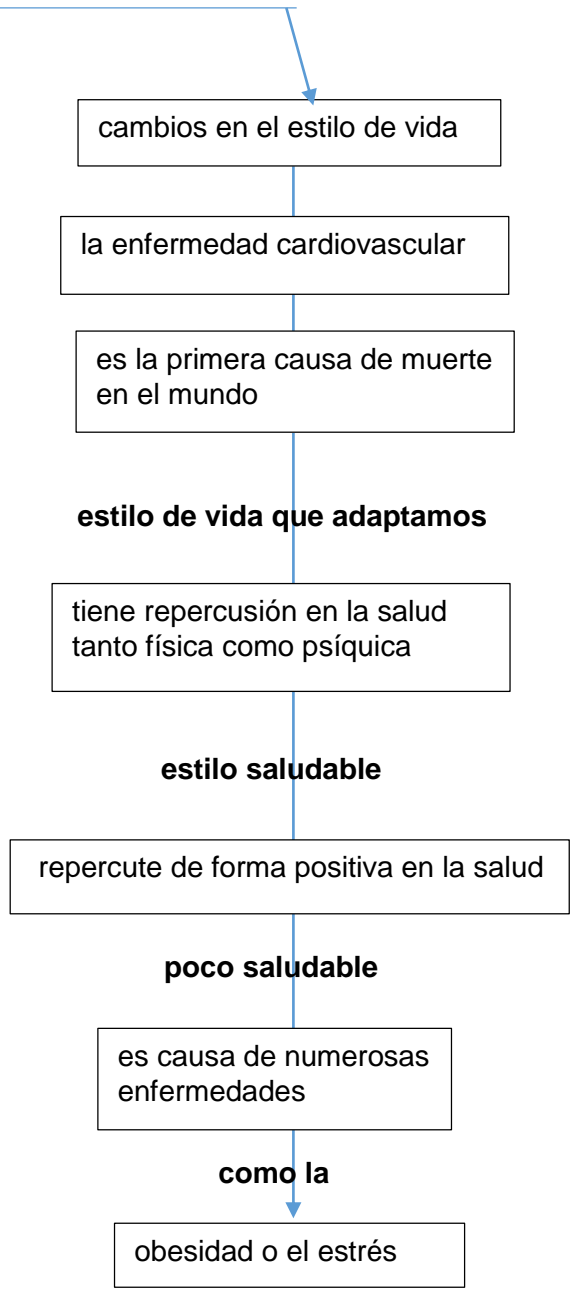 cambios en el estilo de vida
la enfermedad cardiovascular
es la primera causa de muerte
en el mundo
estilo de vida que adaptamos
tiene repercusión en la salud
tanto física como psíquica
estilo saludable
repercute de forma positiva en la salud
poco saludable
es causa de numerosas
enfermedades
como la
obesidad o el estrés